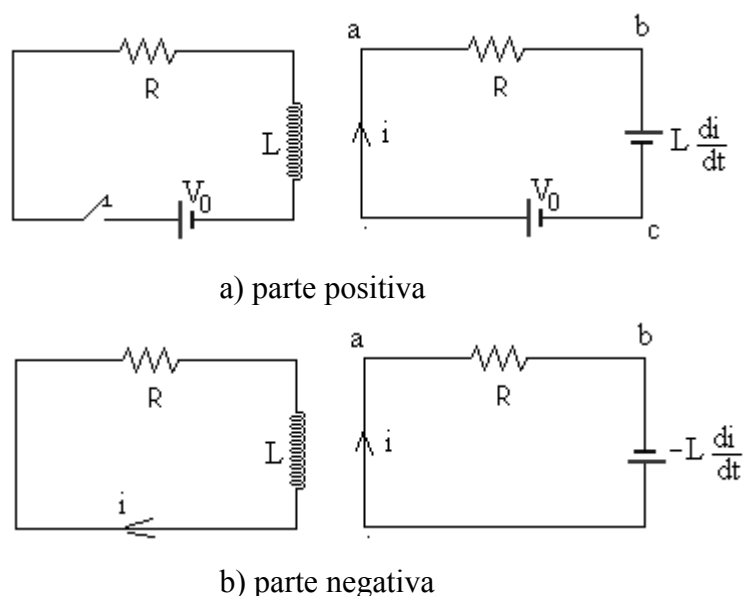 a b
R R
L i L di/dt
V₀ V₀
c
a) parte positiva
a b
R R
L i -L di/dt
i
b) parte negativa